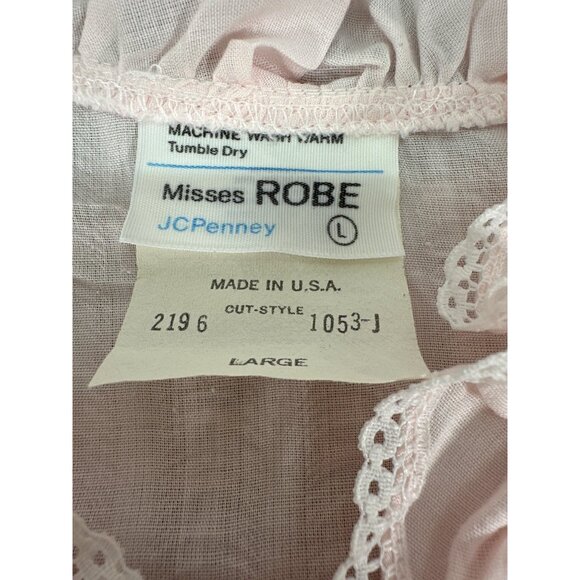 MACHINE WASH WARM
Tumble Dry
Misses ROBE
JCPenney L
MADE IN U.S.A.
CUT-STYLE
2196 1053-J
LARGE